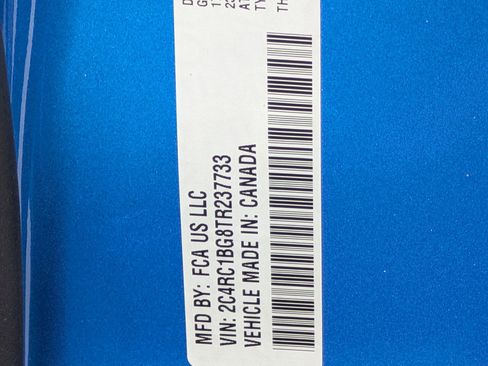 MFD BY: FCA US LLC
VIN: 2C4RC1BG8TR237733
VEHICLE MADE IN: CANADA